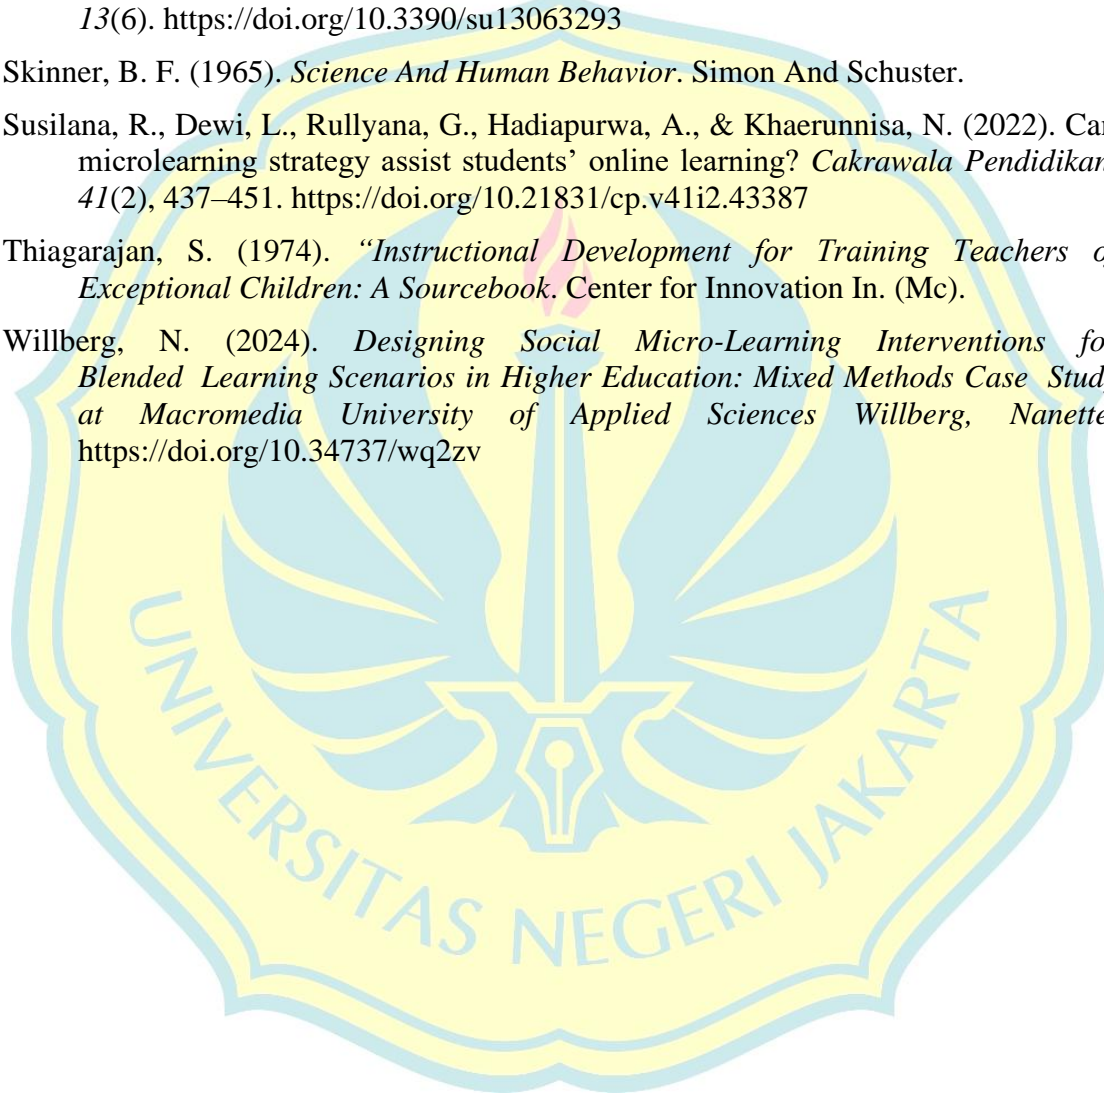 13(6). https://doi.org/10.3390/su13063293
Skinner, B. F. (1965). Science And Human Behavior. Simon And Schuster.
Susilana, R., Dewi, L., Rullyana, G., Hadiapurwa, A., & Khaerunnisa, N. (2022). Can
microlearning strategy assist students’ online learning? Cakrawala Pendidikan
41(2), 437–451. https://doi.org/10.21831/cp.v41i2.43387
Thiagarajan, S. (1974). “Instructional Development for Training Teachers of
Exceptional Children: A Sourcebook. Center for Innovation In. (Mc).
Willberg, N. (2024). Designing Social Micro-Learning Interventions for
Blended Learning Scenarios in Higher Education: Mixed Methods Case Study
at Macromedia University of Applied Sciences Willberg, Nanette
https://doi.org/10.34737/wq2zv
UNIVERSITAS NEGERI JAKARTA